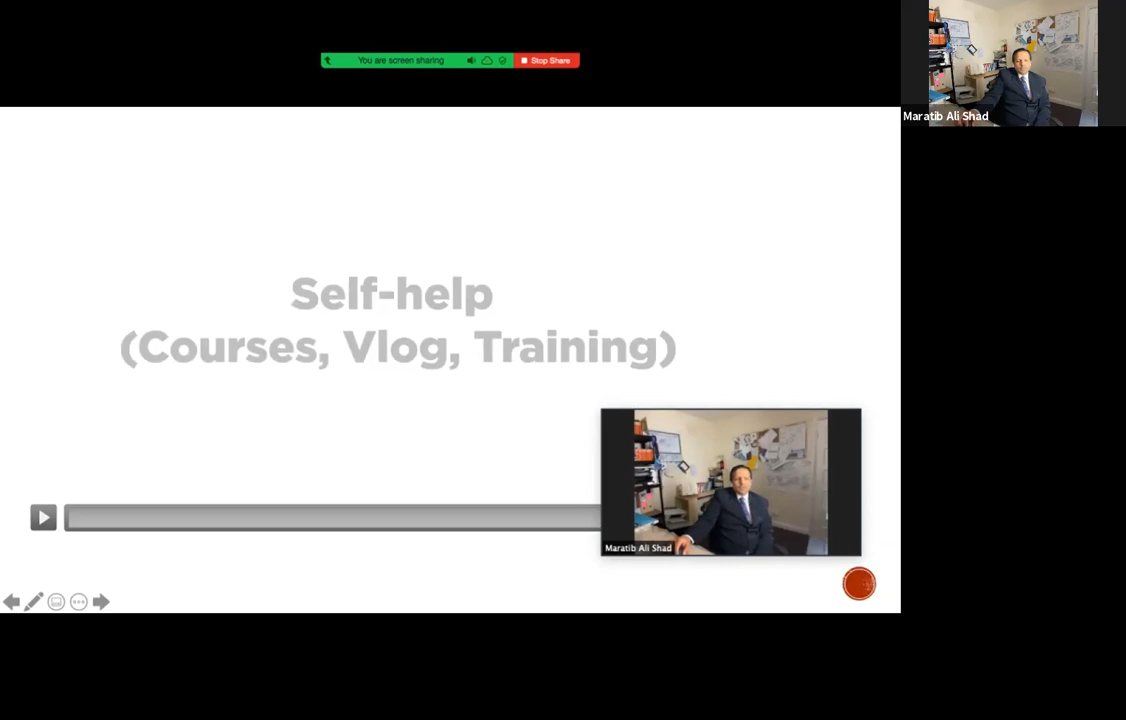 You are screen sharing
Stop Share
Maratib Ali Shad
Self-help
(Courses, Vlog, Training)
Maratib Ali Shad